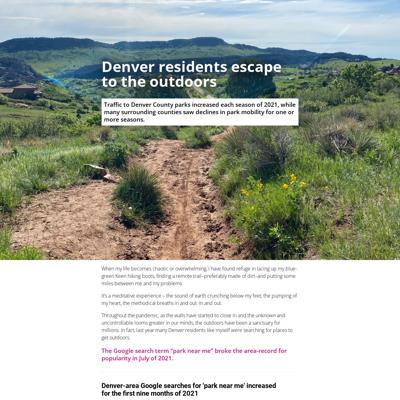 Denver residents escape
to the outdoors
Traffic to Denver County parks increased each season of 2021, while
many surrounding counties saw declines in park mobility for one or
more seasons.
When my life becomes chaotic or overwhelming, I have found refuge in lacing up my blue-
green Keen hiking boots, finding a remote trail–preferably made of dirt–and putting some
miles between me and my problems.
It's a meditative experience – the sound of earth crunching below my feet, the pumping of
my heart, the methodical breaths in and out. In and out.
Throughout the pandemic, as the walls have started to close in and the unknown and
uncontrollable looms greater in our minds, the outdoors have been a sanctuary for
millions. In fact, last year many Denver residents like myself were searching for places to
get outdoors.
The Google search term "park near me" broke the area-record for
popularity in July of 2021.
Denver-area Google searches for 'park near me' increased
for the first nine months of 2021